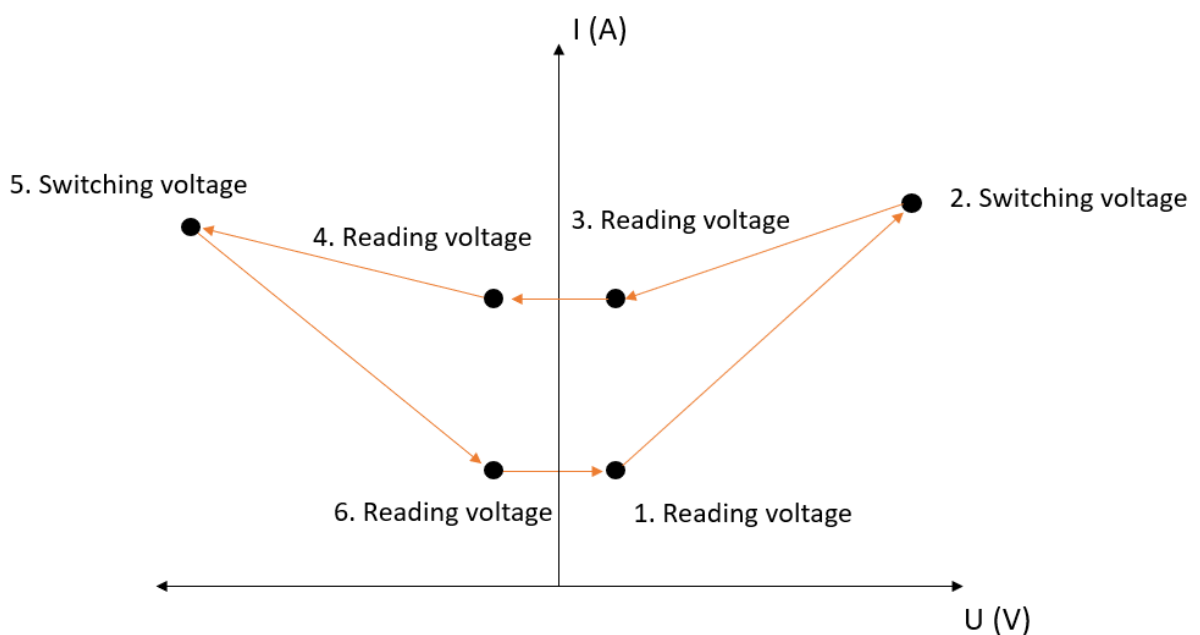 I (A)
5. Switching voltage
2. Switching voltage
3. Reading voltage
4. Reading voltage
6. Reading voltage
1. Reading voltage
U (V)